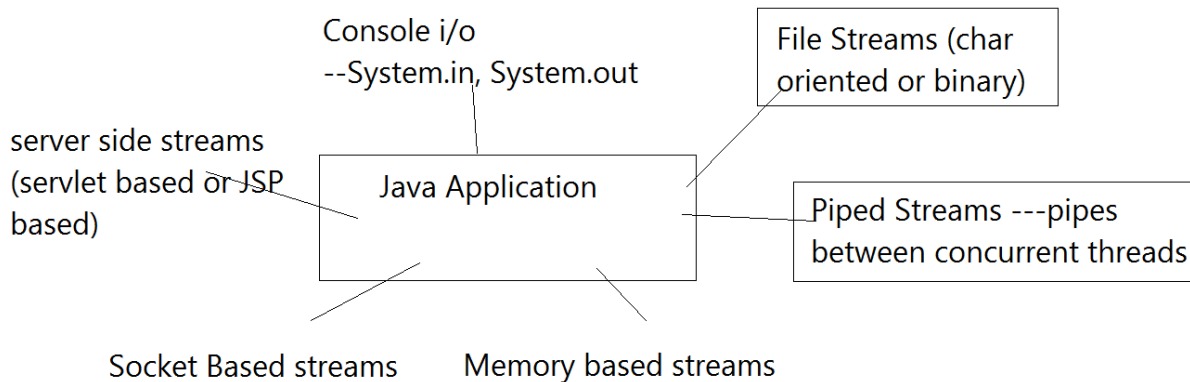 Console i/o
--System.in, System.out
File Streams (char
oriented or binary)
server side streams
(servlet based or JSP
based)
Java Application
Piped Streams ---pipes
between concurrent threads
Socket Based streams
Memory based streams